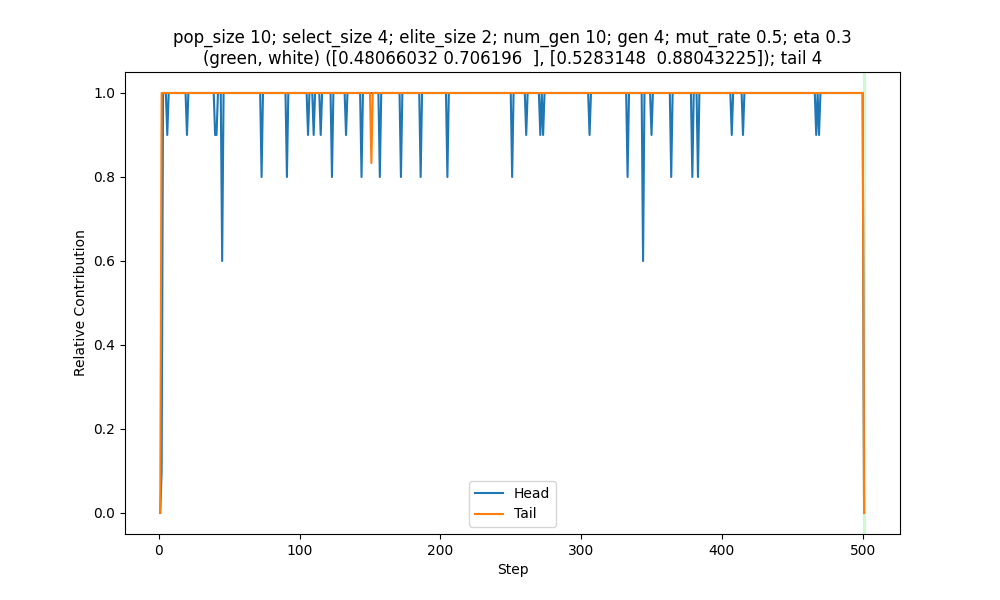 pop_size 10; select_size 4; elite_size 2; num_gen 10; gen 4; mut_rate 0.5; eta 0.3
(green, white) ([0.48066032 0.706196  ], [0.5283148  0.88043225]); tail 4
1.0
0.8
0.6
0.4
0.2
0.0
Relative Contribution
Head
Tail
0
100
200
300
400
500
Step